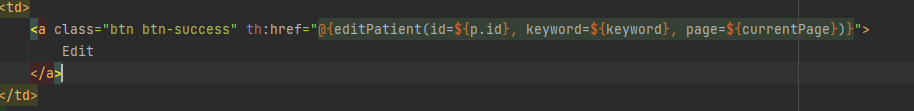 <td>
<a class="btn btn-success" th:href="@{editPatient(id=${p.id}, keyword=${keyword}, page=${currentPage})}">
Edit
</a>
</td>